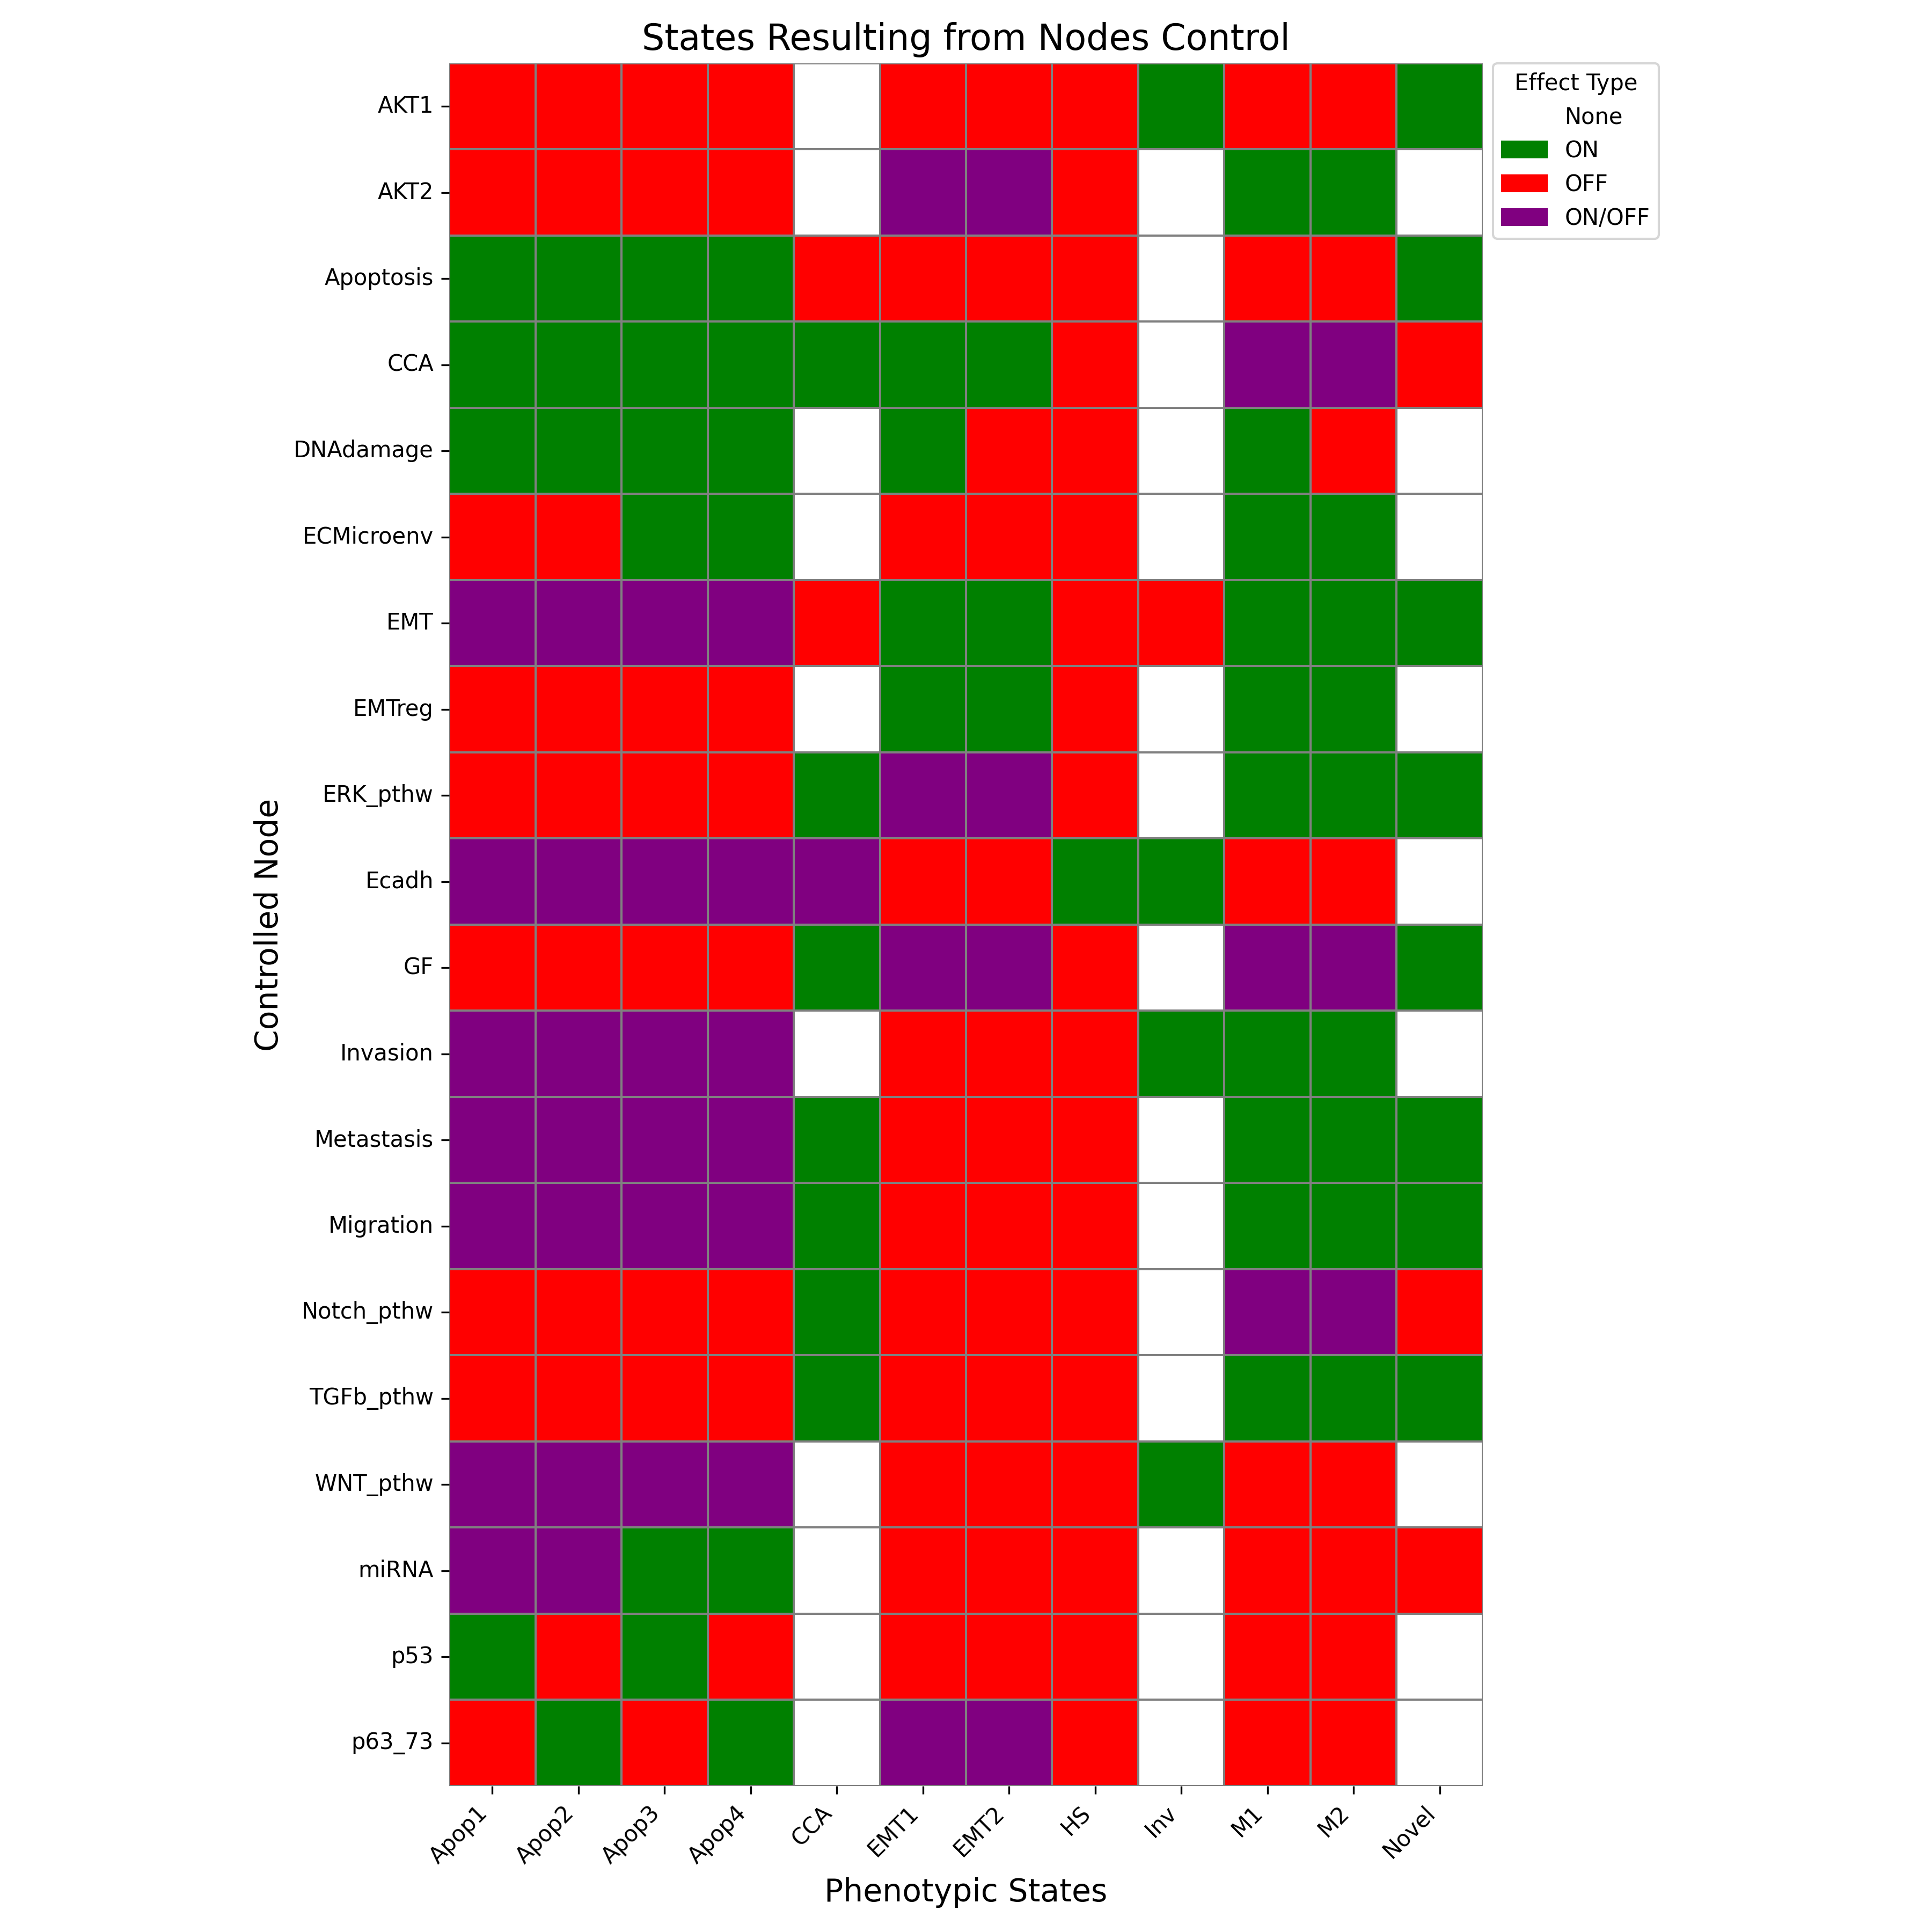 States Resulting from Nodes Control
Effect Type
None
ON
OFF
ON/OFF
Controlled Node
AKT1
AKT2
Apoptosis
CCA
DNAdamage
ECMicroenv
EMT
EMTreg
ERK_pthw
Ecadh
GF
Invasion
Metastasis
Migration
Notch_pthw
TGFb_pthw
WNT_pthw
miRNA
p53
p63_73
Apop1
Apop2
Apop3
Apop4
CCA
EMT1
EMT2
HS
Inv
M1
M2
Novel
Phenotypic States